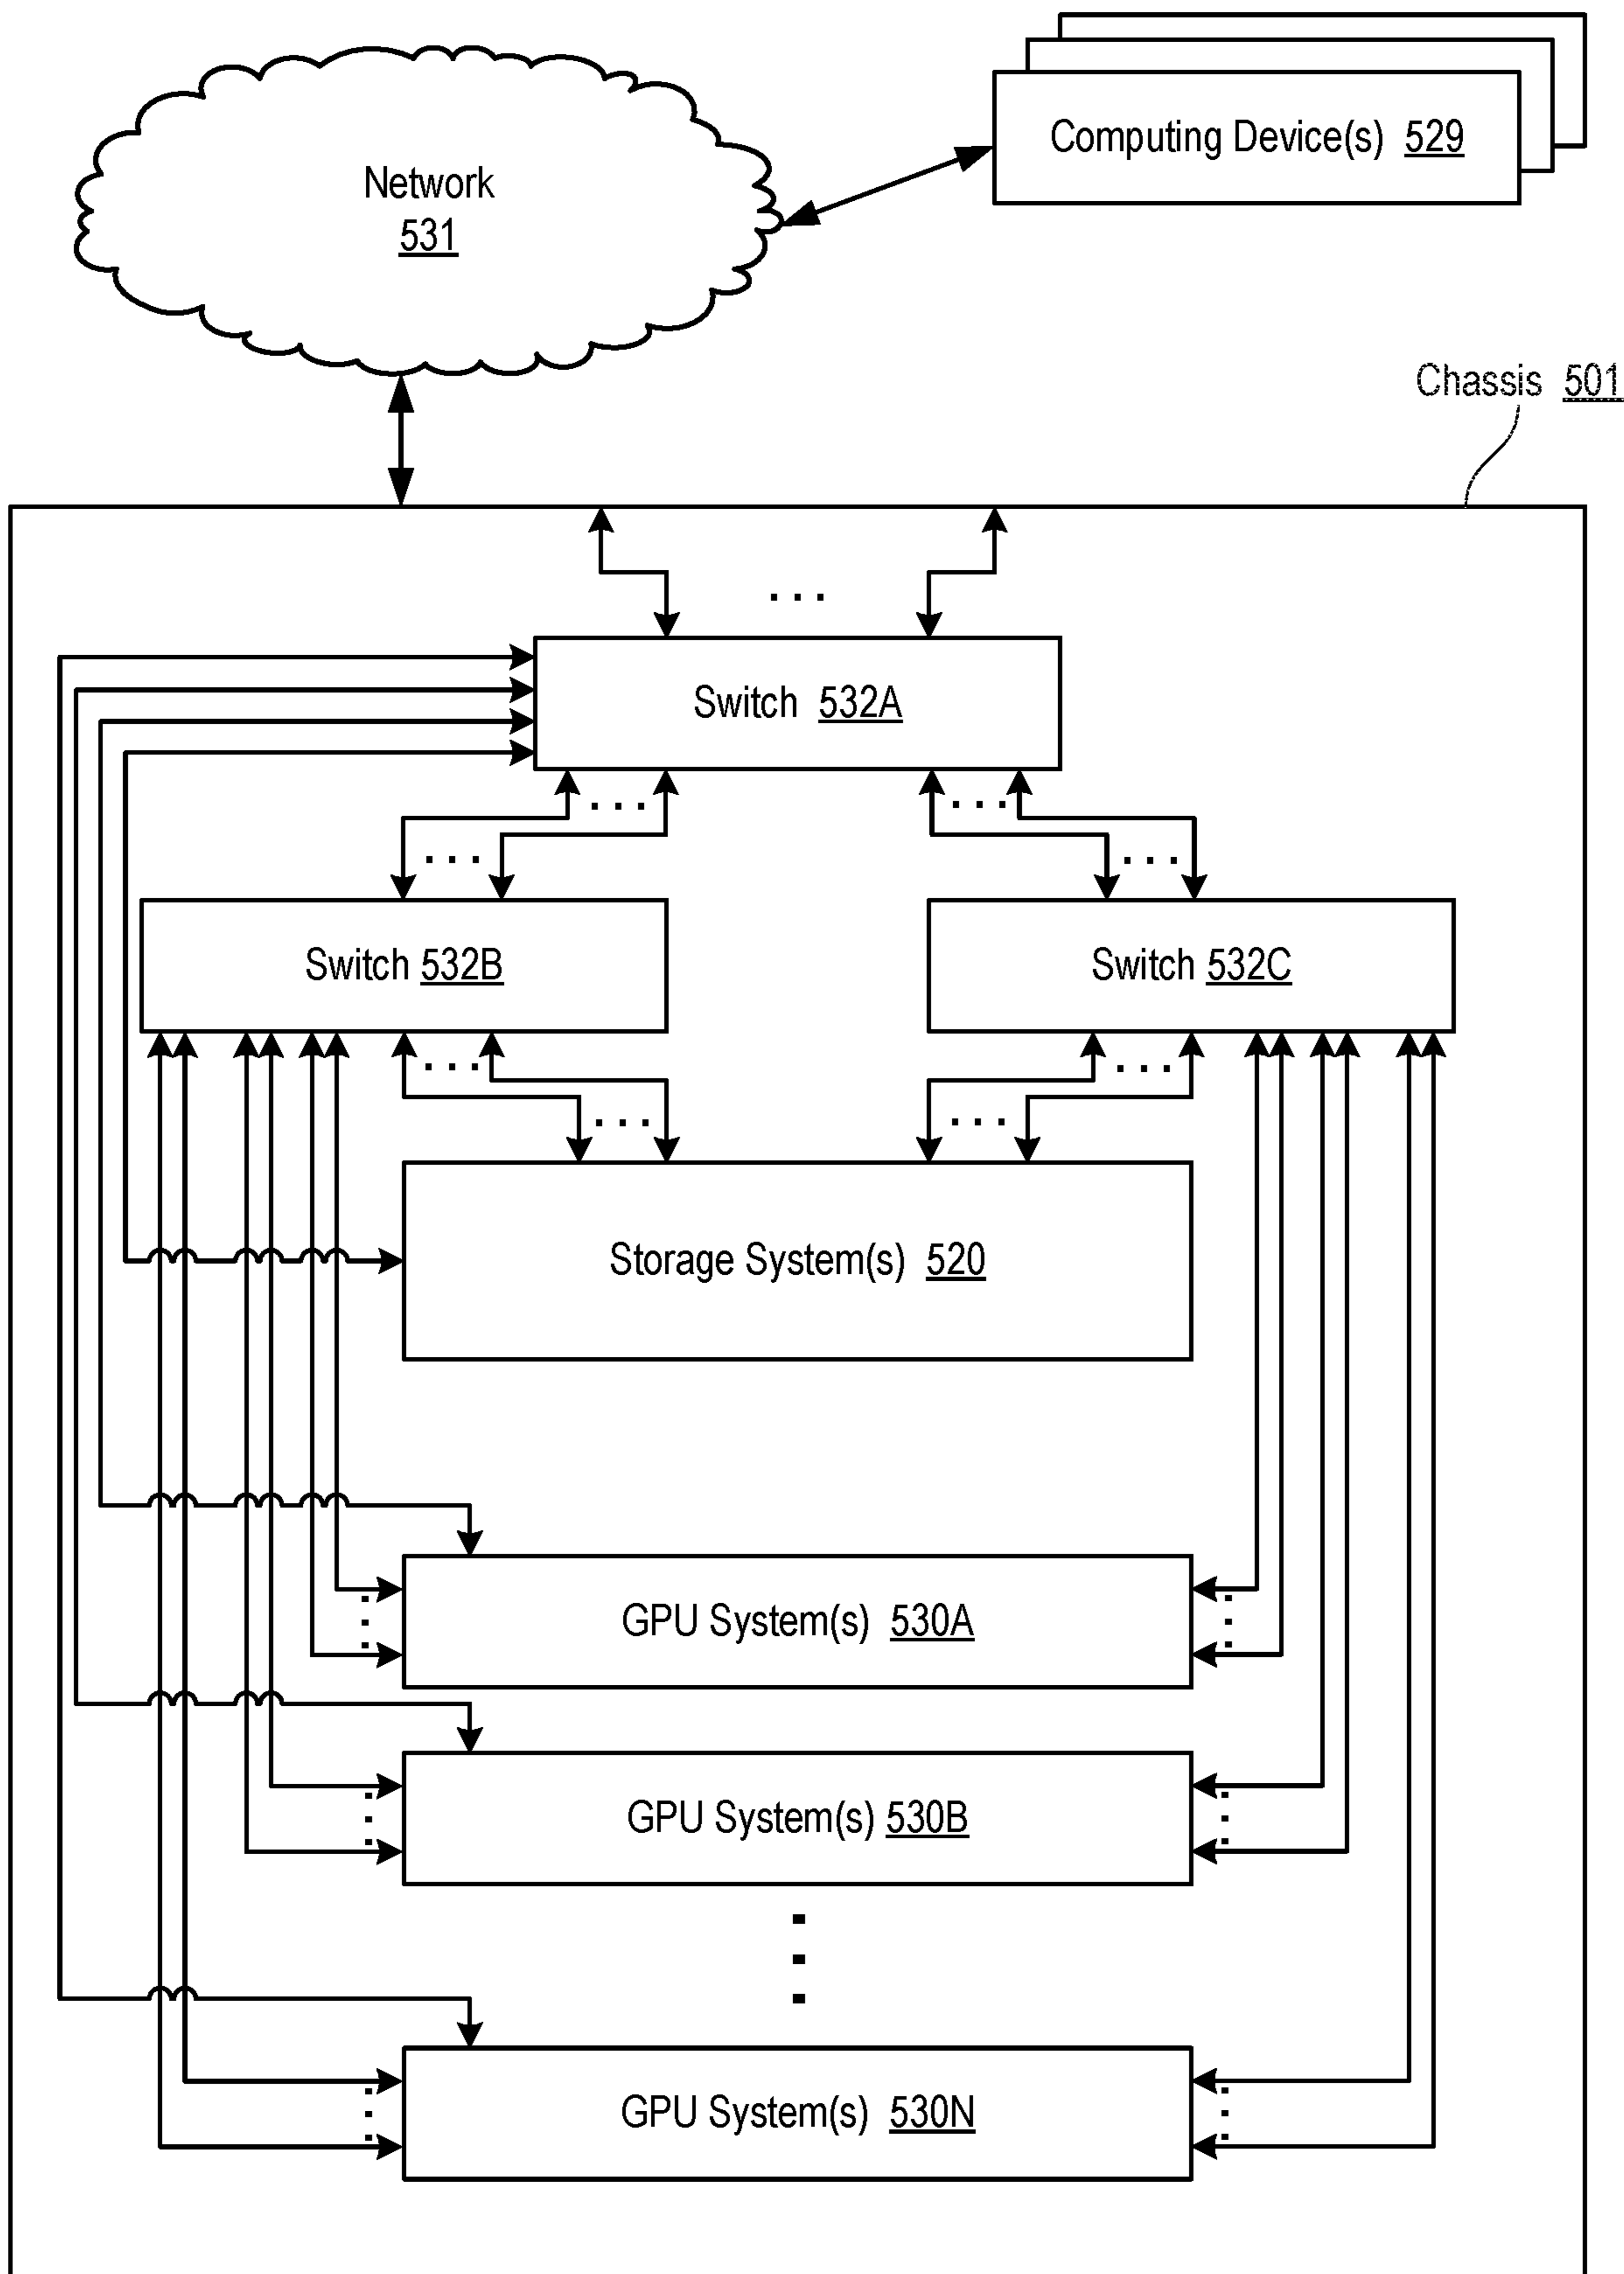 Computing Device(s) 529
Network
531
Chassis 501
Switch 532A
Switch 532B
Switch 532C
Storage System(s) 520
GPU System(s) 530A
GPU System(s) 530B
GPU System(s) 530N